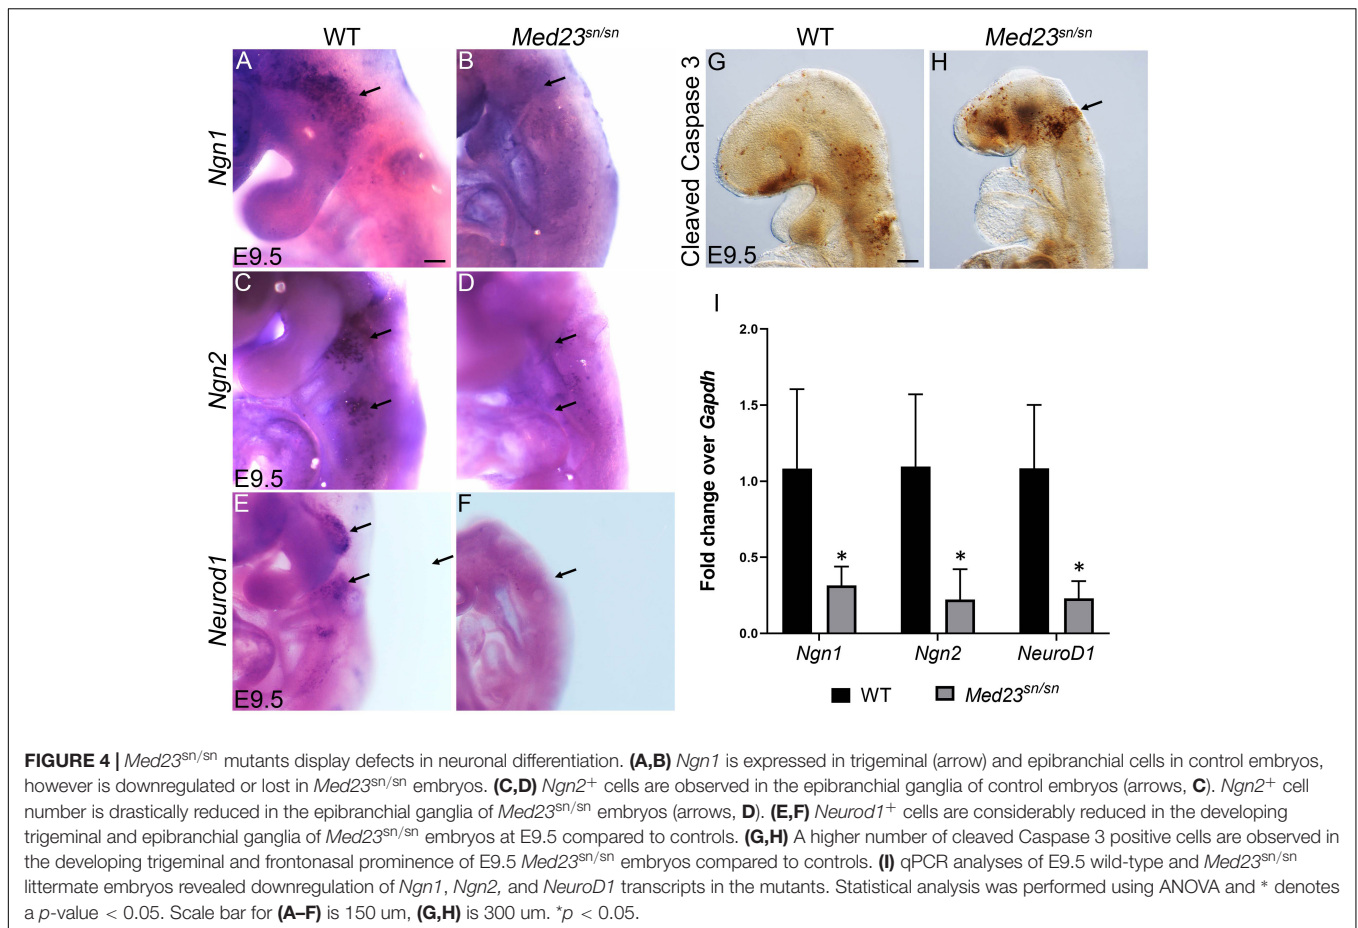 WT
Med23sn/sn
WT
Med23sn/sn
A
B
Ngn1
E9.5
C
D
Ngn2
E9.5
E
F
Neurod1
E9.5
G
H
Cleaved Caspase 3
E9.5
I
2.0
1.5
1.0
0.5
0.0
Fold change over Gapdh
*
*
*
Ngn1
Ngn2
NeuroD1
WT
Med23sn/sn
FIGURE 4 | Med23sn/sn mutants display defects in neuronal differentiation. (A,B) Ngn1 is expressed in trigeminal (arrow) and epibranchial cells in control embryos,
however is downregulated or lost in Med23sn/sn embryos. (C,D) Ngn2+ cells are observed in the epibranchial ganglia of control embryos (arrows, C). Ngn2+ cell
number is drastically reduced in the epibranchial ganglia of Med23sn/sn embryos (arrows, D). (E,F) Neurod1+ cells are considerably reduced in the developing
trigeminal and epibranchial ganglia of Med23sn/sn embryos at E9.5 compared to controls. (G,H) A higher number of cleaved Caspase 3 positive cells are observed in
the developing trigeminal and frontonasal prominence of E9.5 Med23sn/sn embryos compared to controls. (I) qPCR analyses of E9.5 wild-type and Med23sn/sn
littermate embryos revealed downregulation of Ngn1, Ngn2, and NeuroD1 transcripts in the mutants. Statistical analysis was performed using ANOVA and * denotes
a p-value < 0.05. Scale bar for (A–F) is 150 um, (G,H) is 300 um. *p < 0.05.